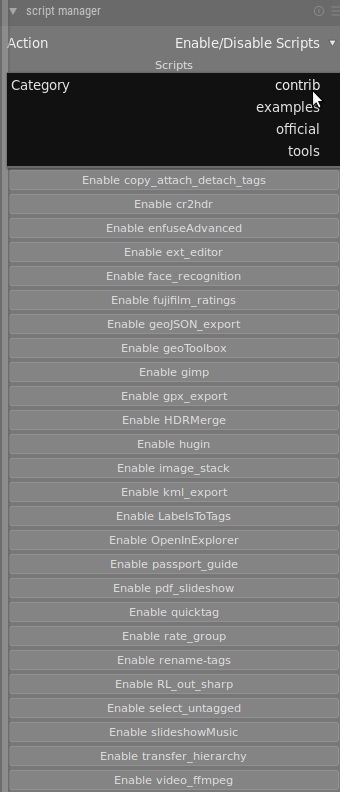 script manager
Action Enable/Disable Scripts
Scripts
Category contrib
examples
official
tools
Enable copy_attach_detach_tags
Enable cr2hdr
Enable enfuseAdvanced
Enable ext_editor
Enable face_recognition
Enable fujifilm_ratings
Enable geoJSON_export
Enable geoToolbox
Enable gimp
Enable gpx_export
Enable HDRMerge
Enable hugin
Enable image_stack
Enable kml_export
Enable LabelsToTags
Enable OpenInExplorer
Enable passport_guide
Enable pdf_slideshow
Enable quicktag
Enable rate_group
Enable rename-tags
Enable RL_out_sharp
Enable select_untagged
Enable slideshowMusic
Enable transfer_hierarchy
Enable video_ffmpeg